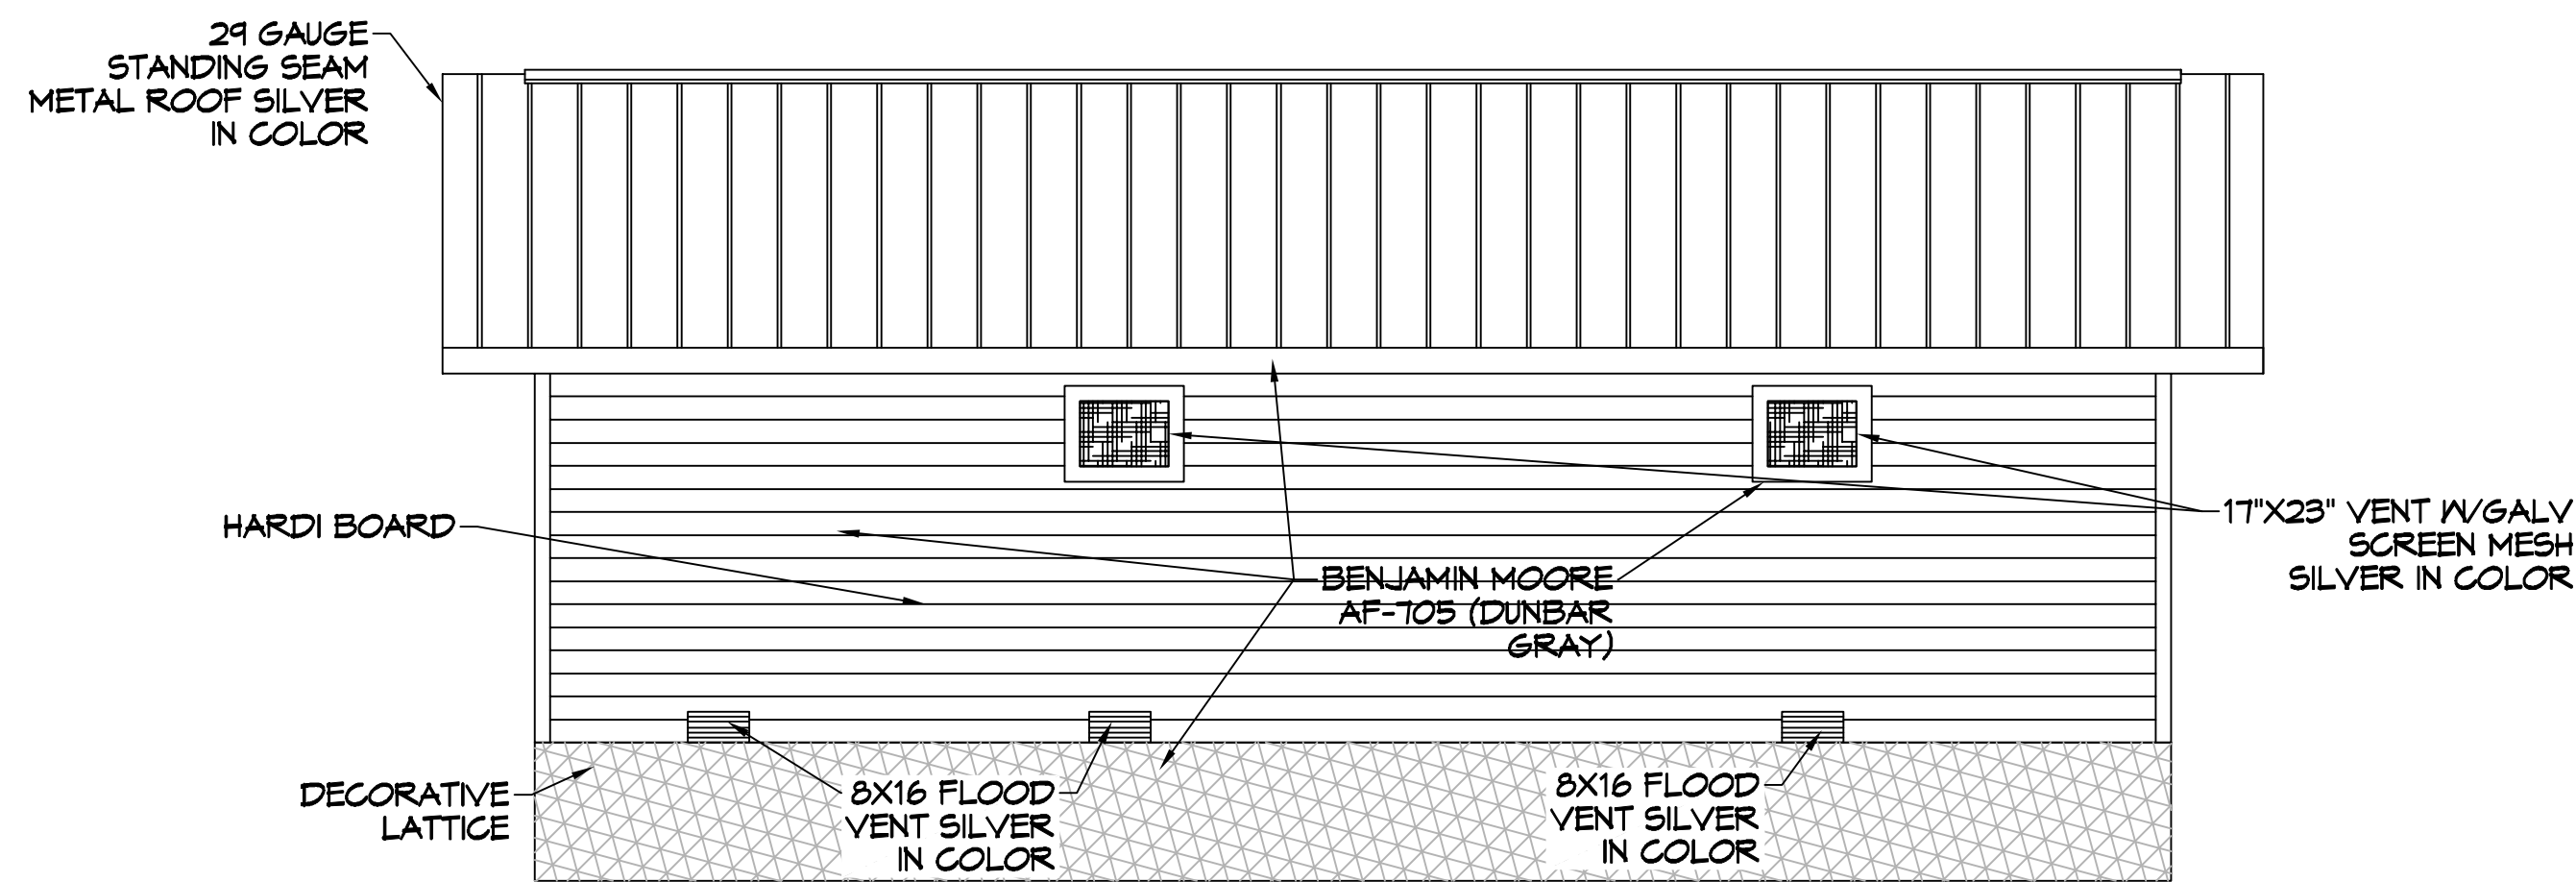 29 GAUGE
STANDING SEAM
METAL ROOF SILVER
IN COLOR
HARDI BOARD
17"X23" VENT W/GALV
SCREEN MESH
SILVER IN COLOR
BENJAMIN MOORE
AF-705 (DUNBAR
GRAY)
DECORATIVE
LATTICE
8X16 FLOOD
VENT SILVER
IN COLOR
8X16 FLOOD
VENT SILVER
IN COLOR